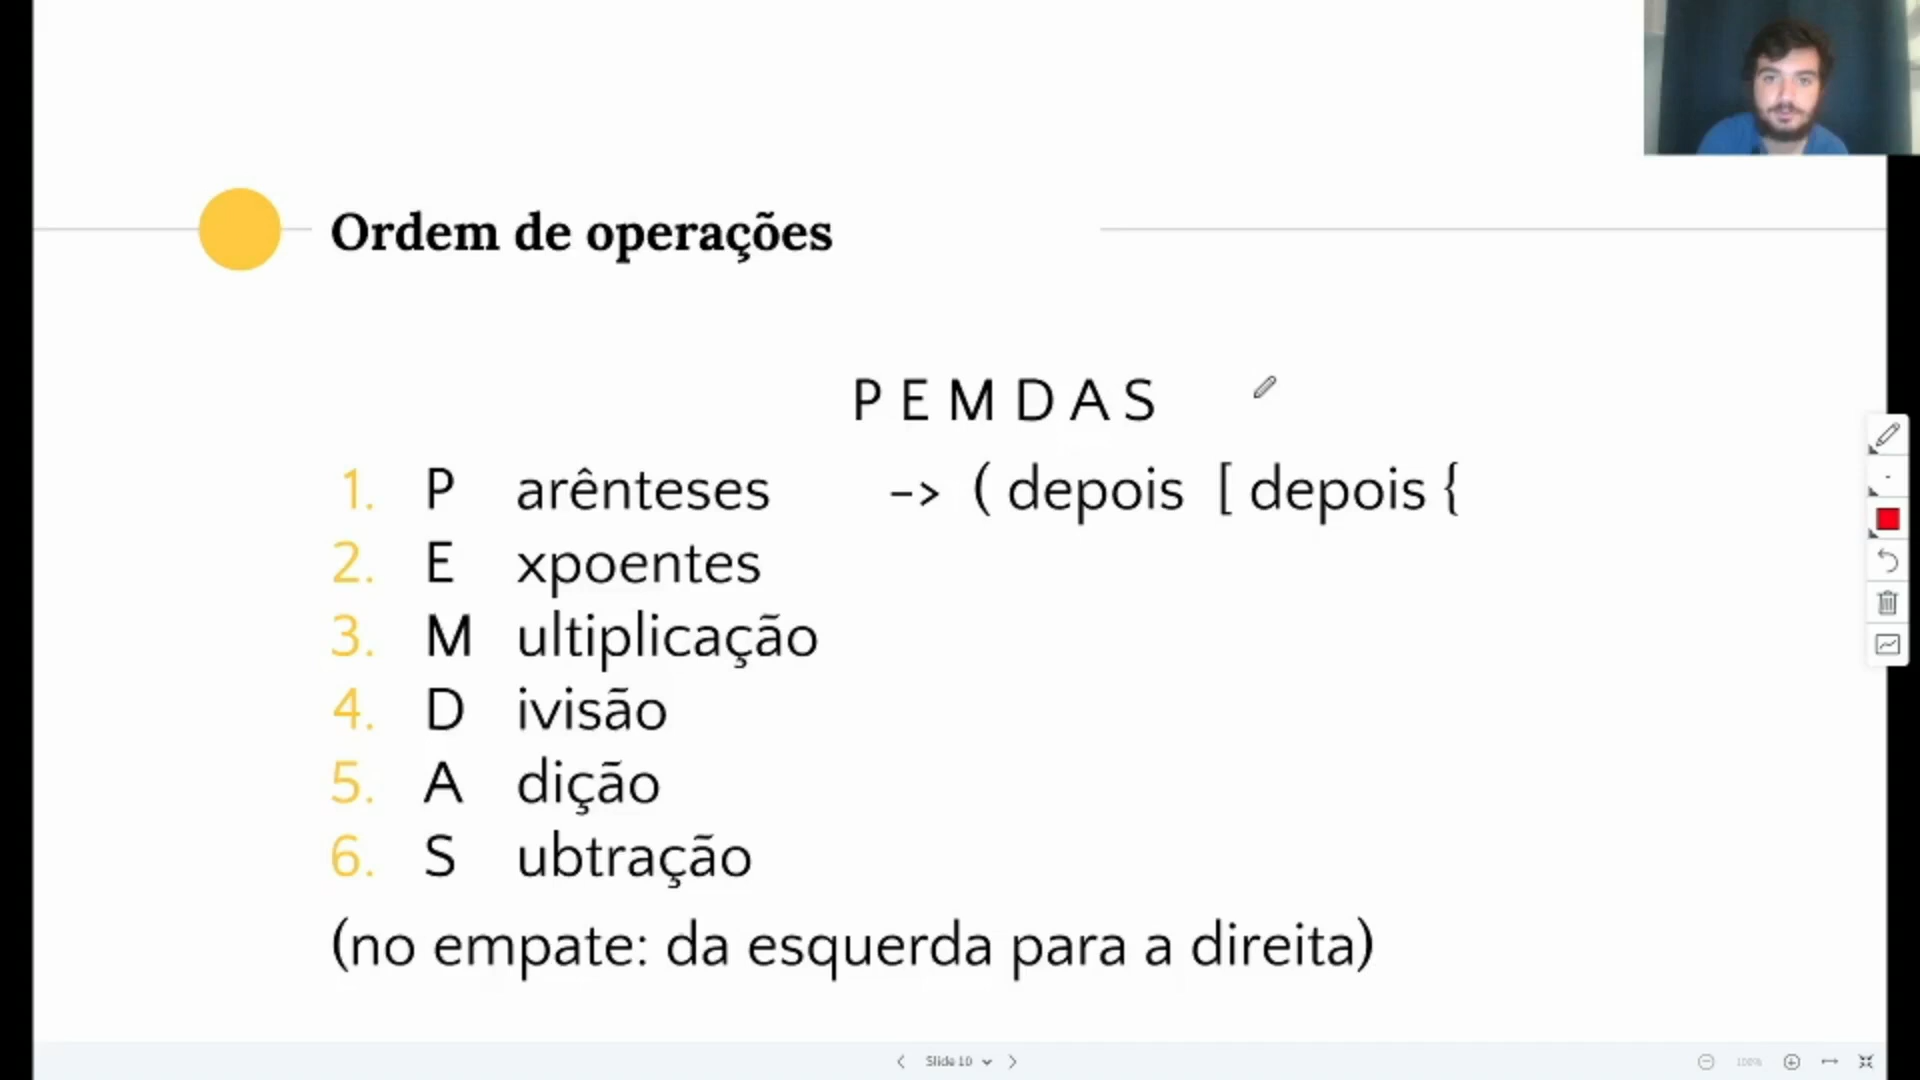 Ordem de operações
P E M D A S
1. P arênteses -> ( depois [ depois {
2. E xpoentes
3. M ultiplicação
4. D ivisão
5. A dição
6. S ubtração
(no empate: da esquerda para a direita)
Slide 10
100%